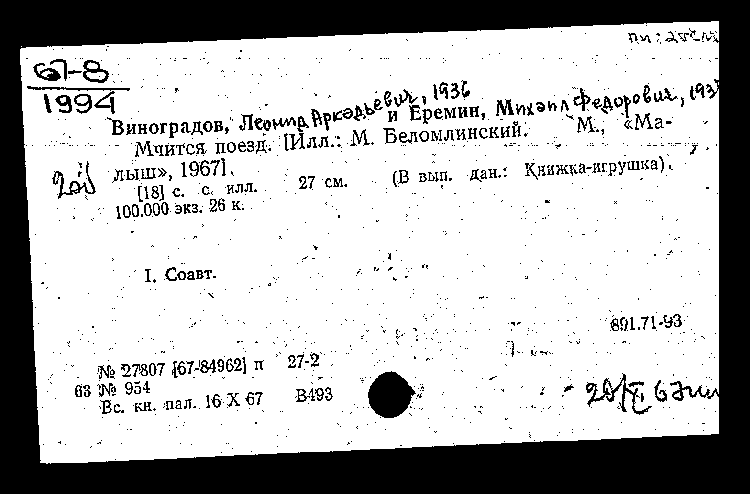 67-8
1994
Виноградов, Леонид Аркадьевич, 1936 и Еремин, Михаил Федорович, 193
Мчится поезд. [Илл.: М. Беломлинский. М., «Ма-
лыш», 1967].
[18] с. с илл. 27 см. (В вып. дан.: Книжка-игрушка).
100.000 экз. 26 к.
I. Соавт.
891.71-93
№ 27807 [67-84962] п 27-2
63 № 954
Вс. кн. пал. 16 X 67 В493